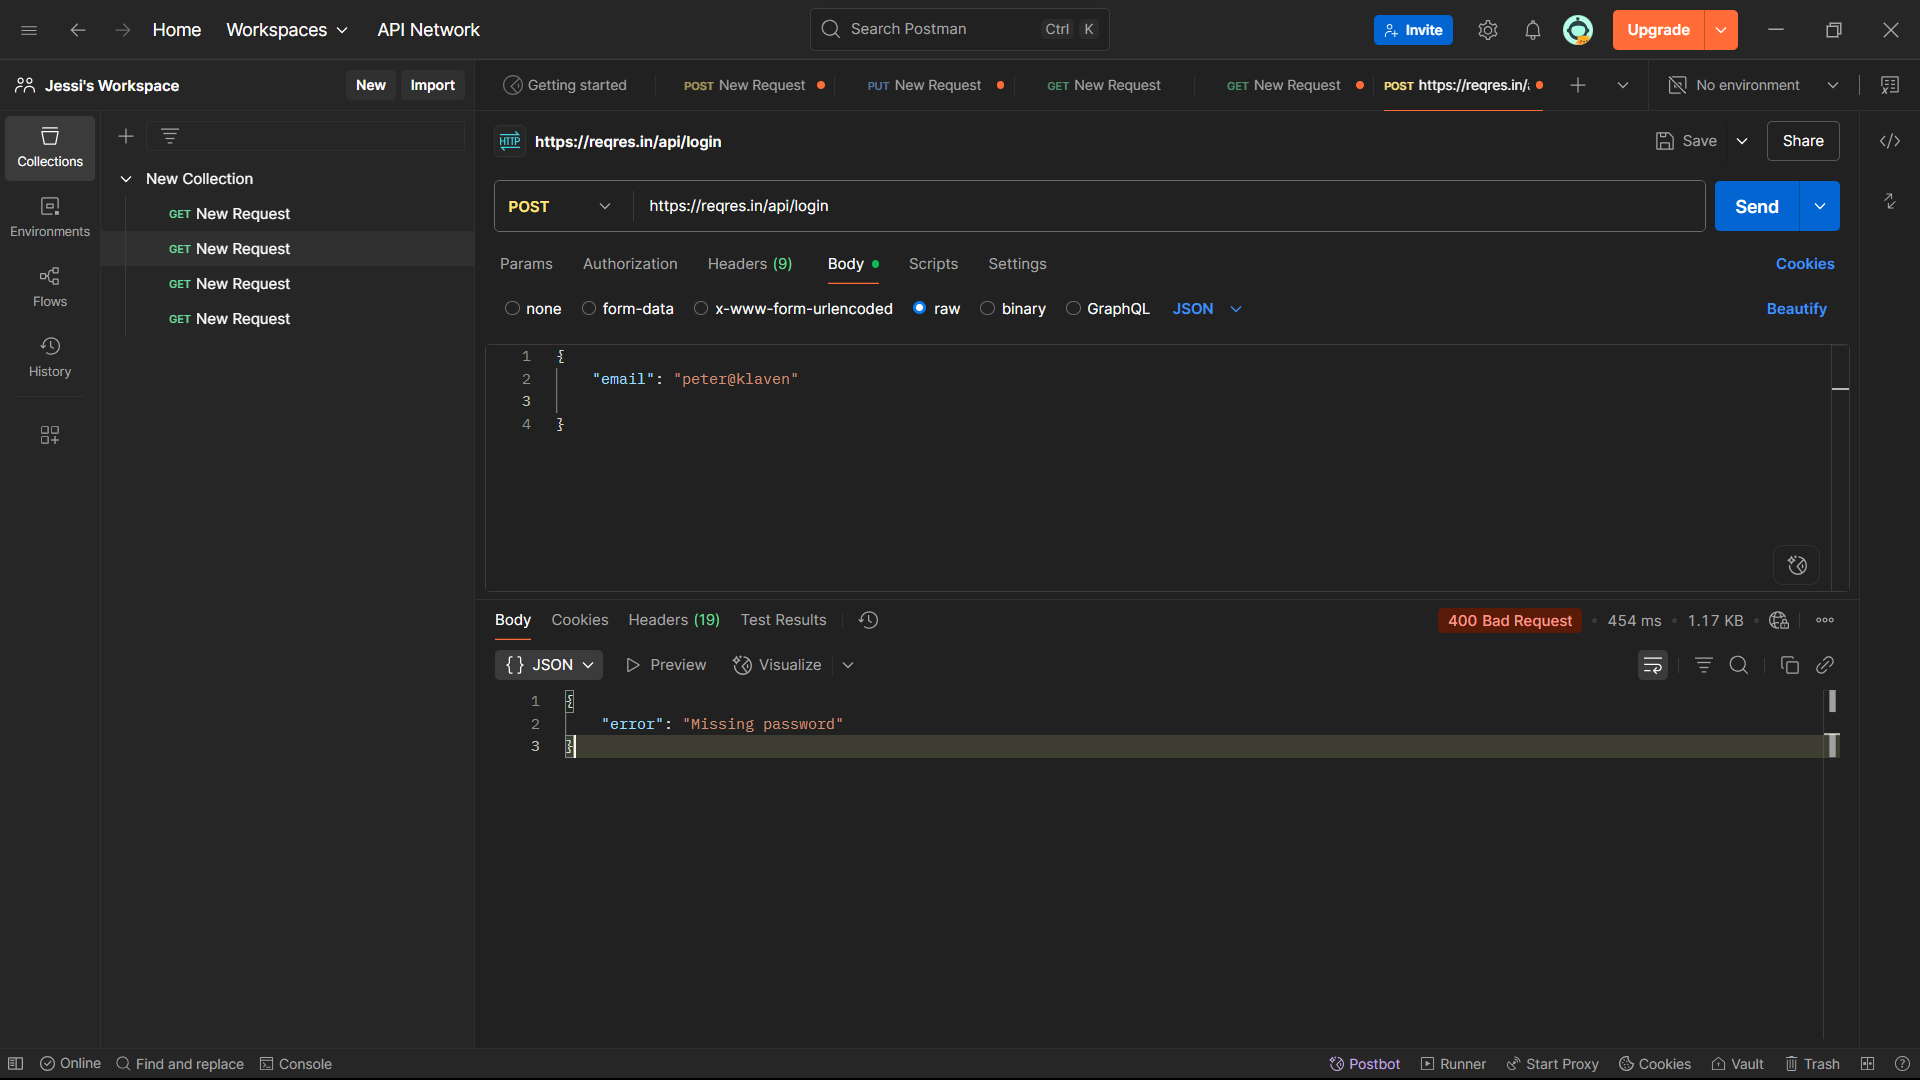 Home Workspaces API Network Search Postman Ctrl K Invite Upgrade
Jessi's Workspace New Import Getting started POST New Request PUT New Request GET New Request GET New Request POST https://reqres.in/ No environment
Collections
Environments
Flows
History
New Collection
GET New Request
GET New Request
GET New Request
GET New Request
HTTP https://reqres.in/api/login Save Share
POST https://reqres.in/api/login Send
Params Authorization Headers (9) Body Scripts Settings Cookies
none form-data x-www-form-urlencoded raw binary GraphQL JSON Beautify
1 {
2 "email": "peter@klaven"
3
4 }
Body Cookies Headers (19) Test Results 400 Bad Request • 454 ms • 1.17 KB •
{} JSON Preview Visualize
1 {
2 "error": "Missing password"
3 }
Online Find and replace Console Postbot Runner Start Proxy Cookies Vault Trash